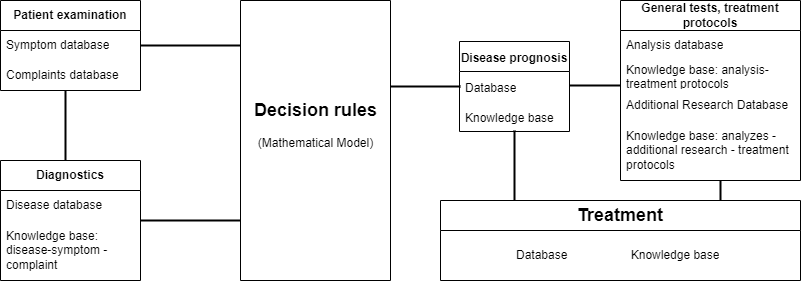 Patient examination
Symptom database
Complaints database
Diagnostics
Disease database
Knowledge base:
disease-symptom -
complaint
Decision rules
(Mathematical Model)
Disease prognosis
Database
Knowledge base
General tests, treatment
protocols
Analysis database
Knowledge base: analysis-
treatment protocols
Additional Research Database
Knowledge base: analyzes -
additional research - treatment
protocols
Treatment
Database
Knowledge base